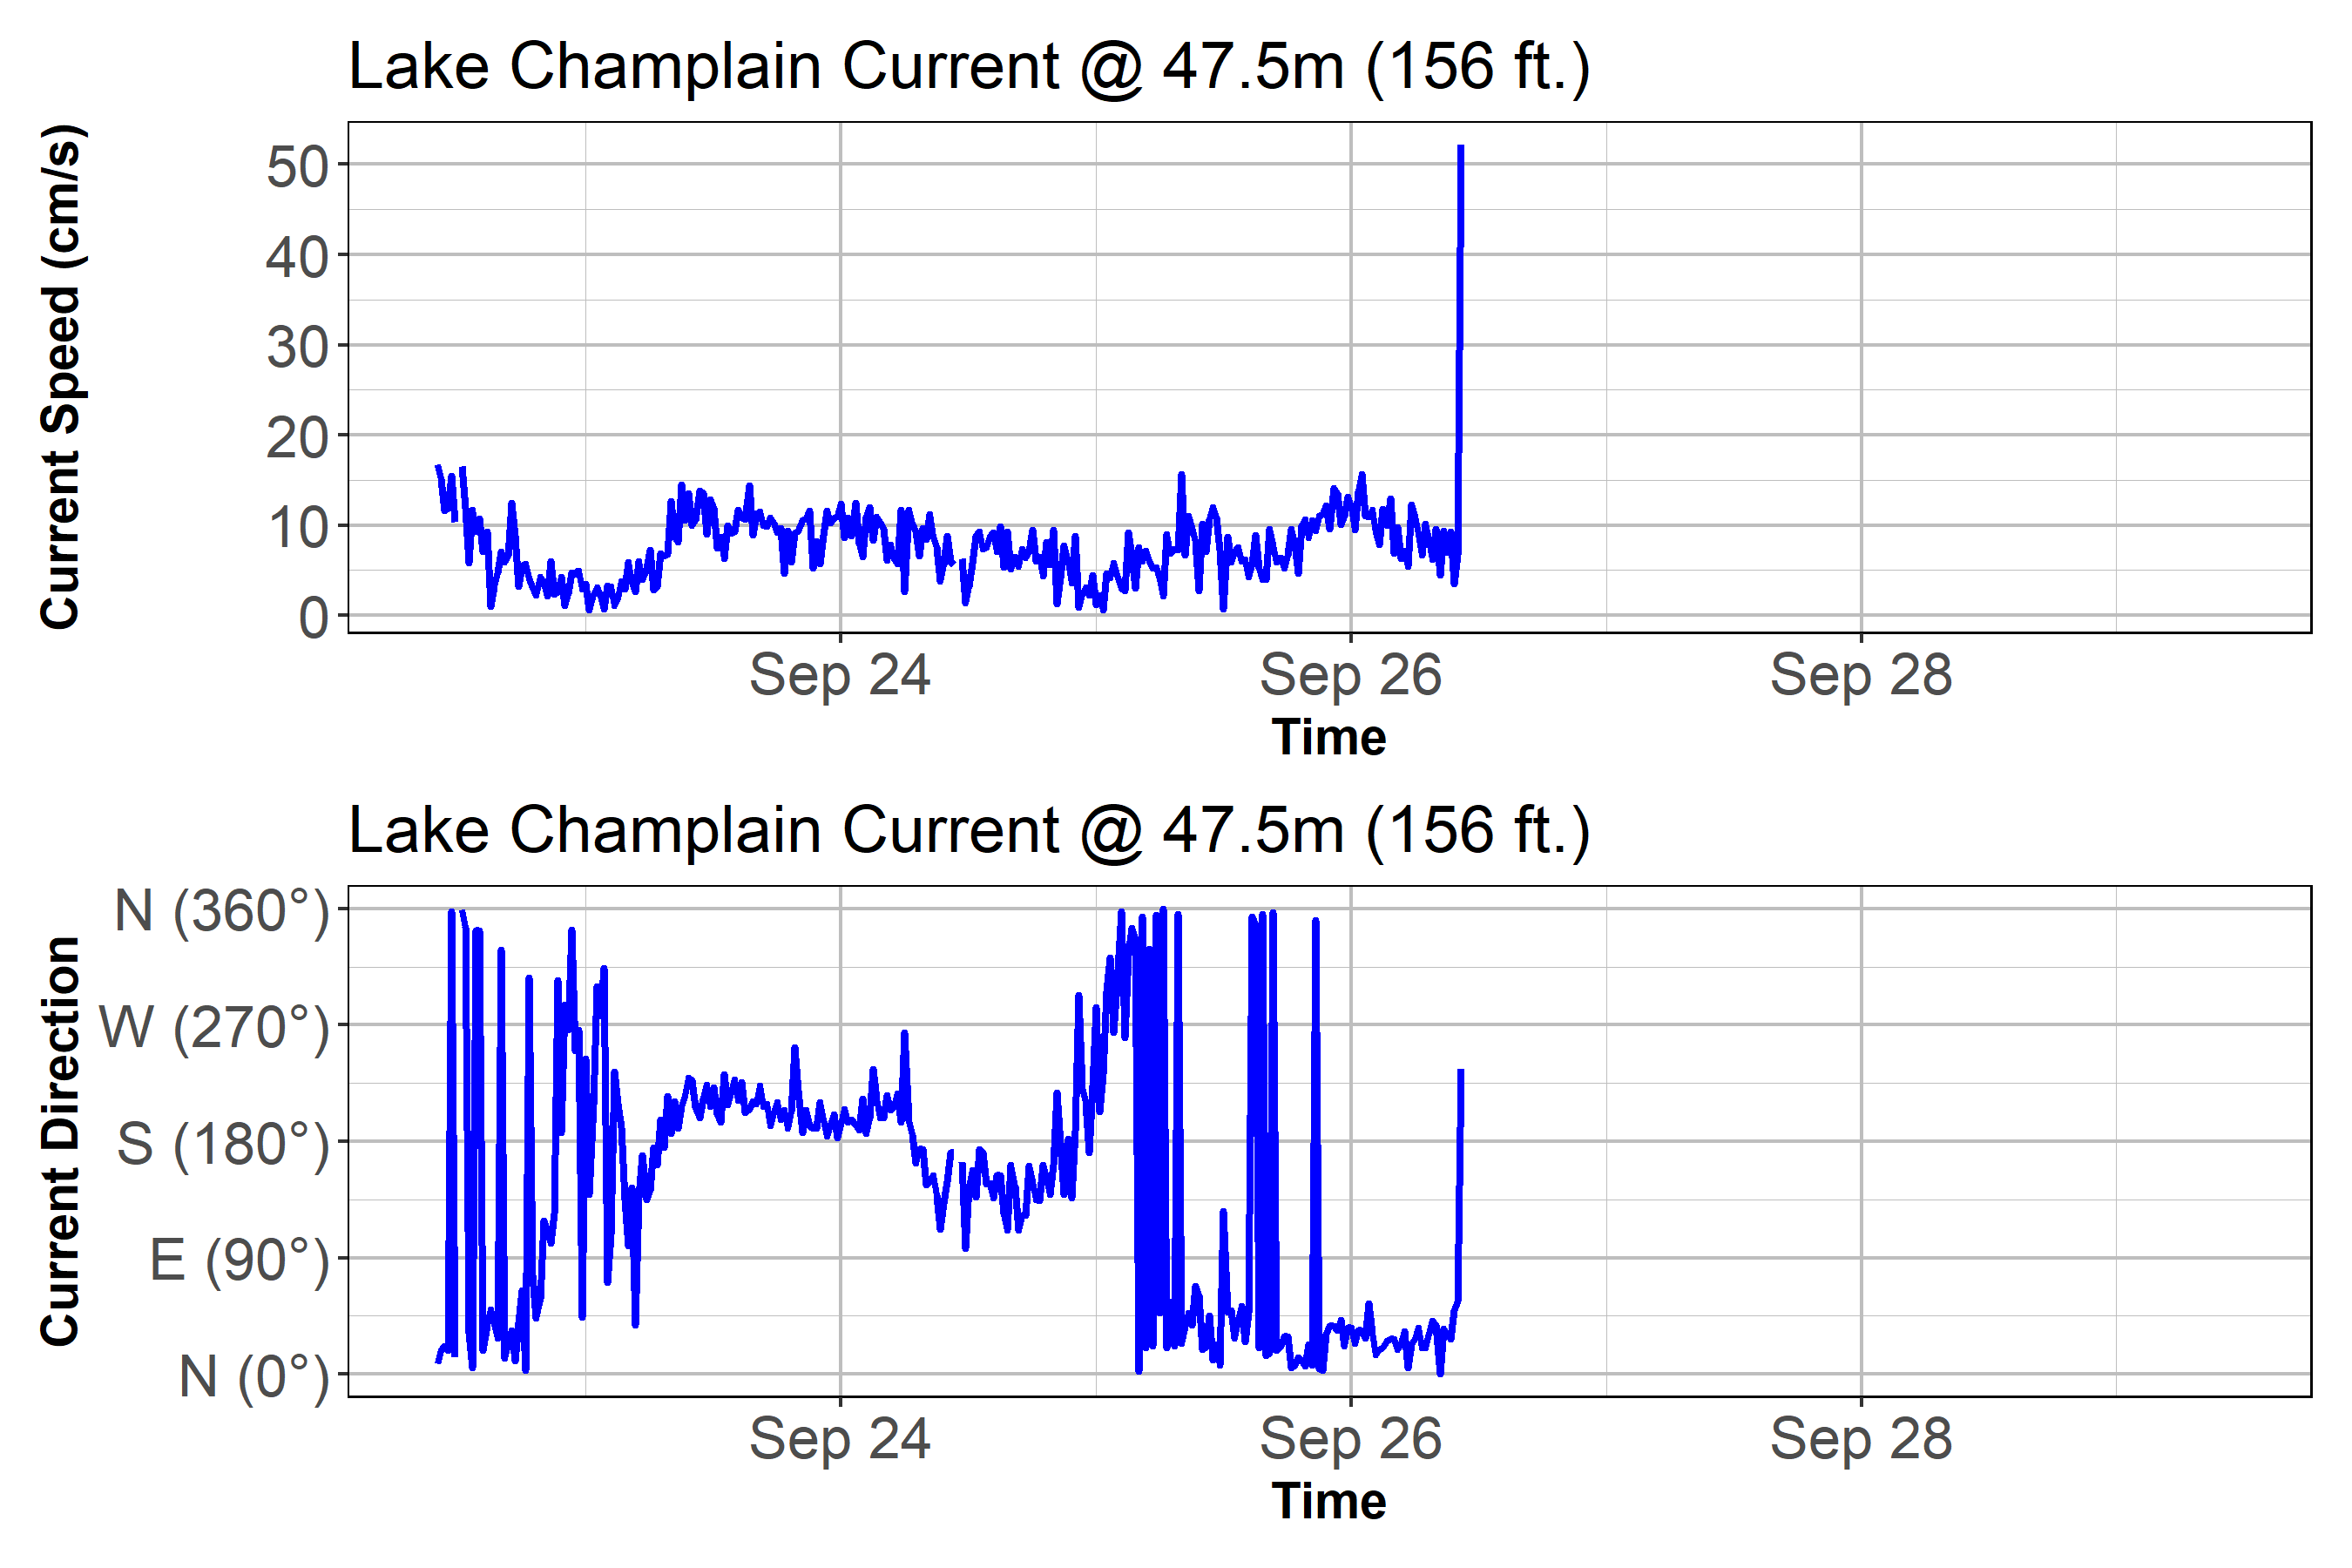 Lake Champlain Current @ 47.5m (156 ft.)
Current Speed (cm/s)
50
40
30
20
10
0
Sep 24 Sep 26 Sep 28
Time
Lake Champlain Current @ 47.5m (156 ft.)
Current Direction
N (360°)
W (270°)
S (180°)
E (90°)
N (0°)
Sep 24 Sep 26 Sep 28
Time